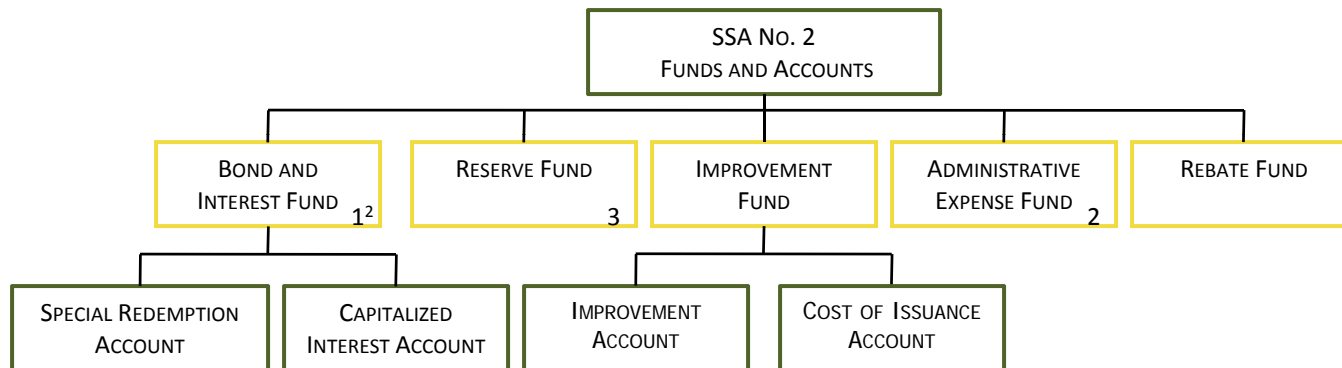 SSA No. 2
Funds and Accounts
Bond and
Interest Fund
1²
Reserve Fund
3
Improvement
Fund
Administrative
Expense Fund
2
Rebate Fund
Special Redemption
Account
Capitalized
Interest Account
Improvement
Account
Cost of Issuance
Account